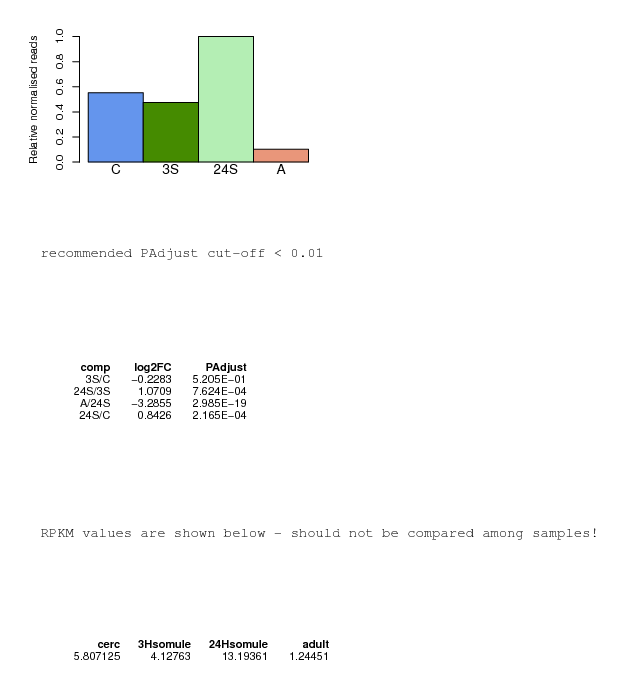 Relative normalised reads
1.0
0.8
0.6
0.4
0.2
0.0
C 3S 24S A
recommended PAdjust cut-off < 0.01
comp log2FC PAdjust
3S/C −0.2283 5.205E−01
24S/3S 1.0709 7.624E−04
A/24S −3.2855 2.985E−19
24S/C 0.8426 2.165E−04
RPKM values are shown below - should not be compared among samples!
cerc 3Hsomule 24Hsomule adult
5.807125 4.12763 13.19361 1.24451